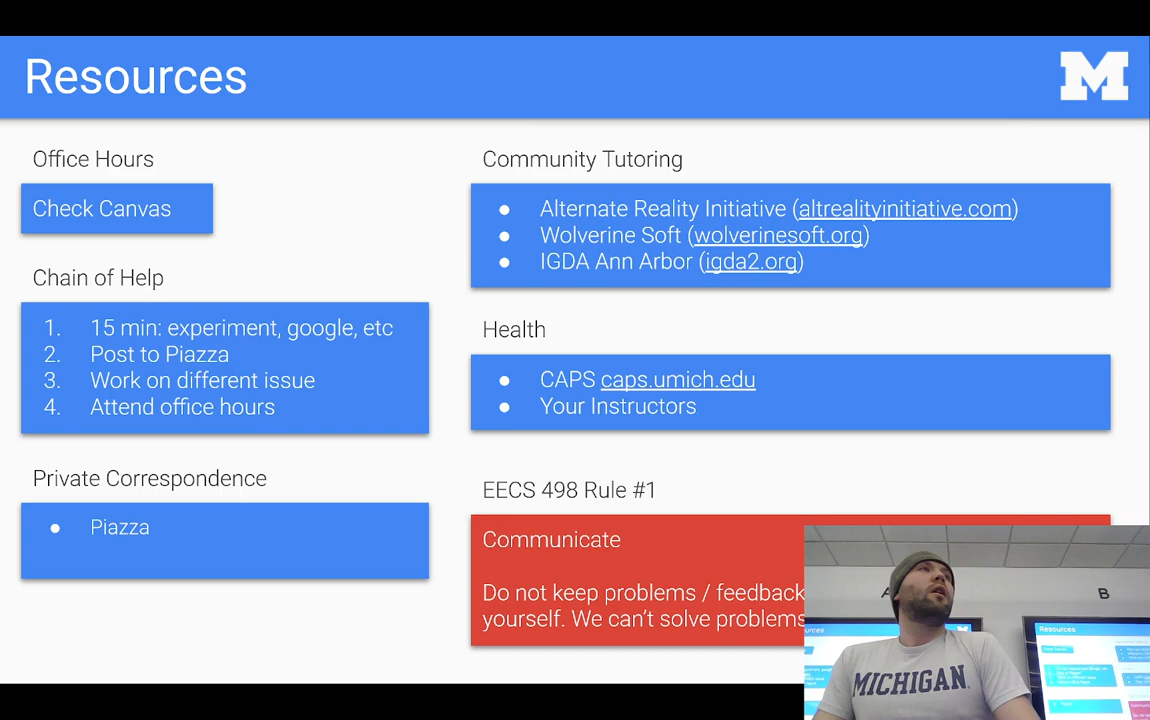 Resources
M
Office Hours
Check Canvas
Chain of Help
1. 15 min: experiment, google, etc
2. Post to Piazza
3. Work on different issue
4. Attend office hours
Private Correspondence
● Piazza
Community Tutoring
● Alternate Reality Initiative (altrealityinitiative.com)
● Wolverine Soft (wolverinesoft.org)
● IGDA Ann Arbor (igda2.org)
Health
● CAPS caps.umich.edu
● Your Instructors
EECS 498 Rule #1
Communicate
Do not keep problems / feedback
yourself. We can't solve problems
A
B
Resources
MICHIGAN